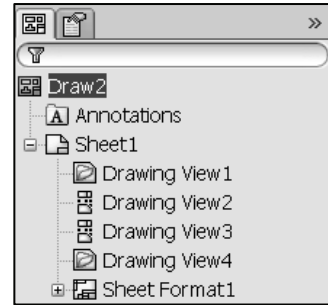 »
Draw2
A Annotations
Sheet1
Drawing View1
Drawing View2
Drawing View3
Drawing View4
Sheet Format1